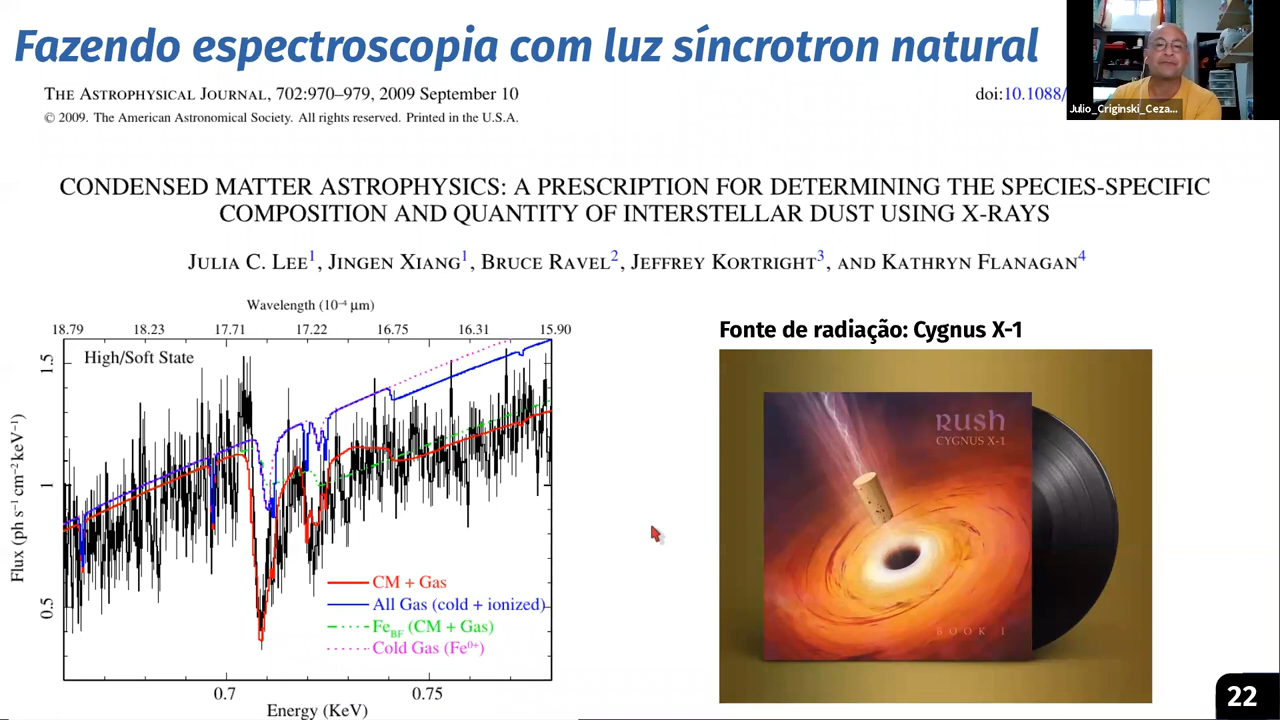 Fazendo espectroscopia com luz síncrotron natural
Julio_Criginski_Ceza...
THE ASTROPHYSICAL JOURNAL, 702:970–979, 2009 September 10
doi:10.1088/
© 2009. The American Astronomical Society. All rights reserved. Printed in the U.S.A.
CONDENSED MATTER ASTROPHYSICS: A PRESCRIPTION FOR DETERMINING THE SPECIES-SPECIFIC
COMPOSITION AND QUANTITY OF INTERSTELLAR DUST USING X-RAYS
JULIA C. LEE1, JINGEN XIANG1, BRUCE RAVEL2, JEFFREY KORTRIGHT3, AND KATHRYN FLANAGAN4
Wavelength (10⁻⁴ μm)
18.79 18.23 17.71 17.22 16.75 16.31 15.90
High/Soft State
Flux (ph s⁻¹ cm⁻² keV⁻¹)
1.5
1
0.5
CM + Gas
All Gas (cold + ionized)
FeBF (CM + Gas)
Cold Gas (Fe⁰⁺)
0.7 0.75
Energy (KeV)
Fonte de radiação: Cygnus X-1
RUSH
CYGNUS X-1
BOOK I
22